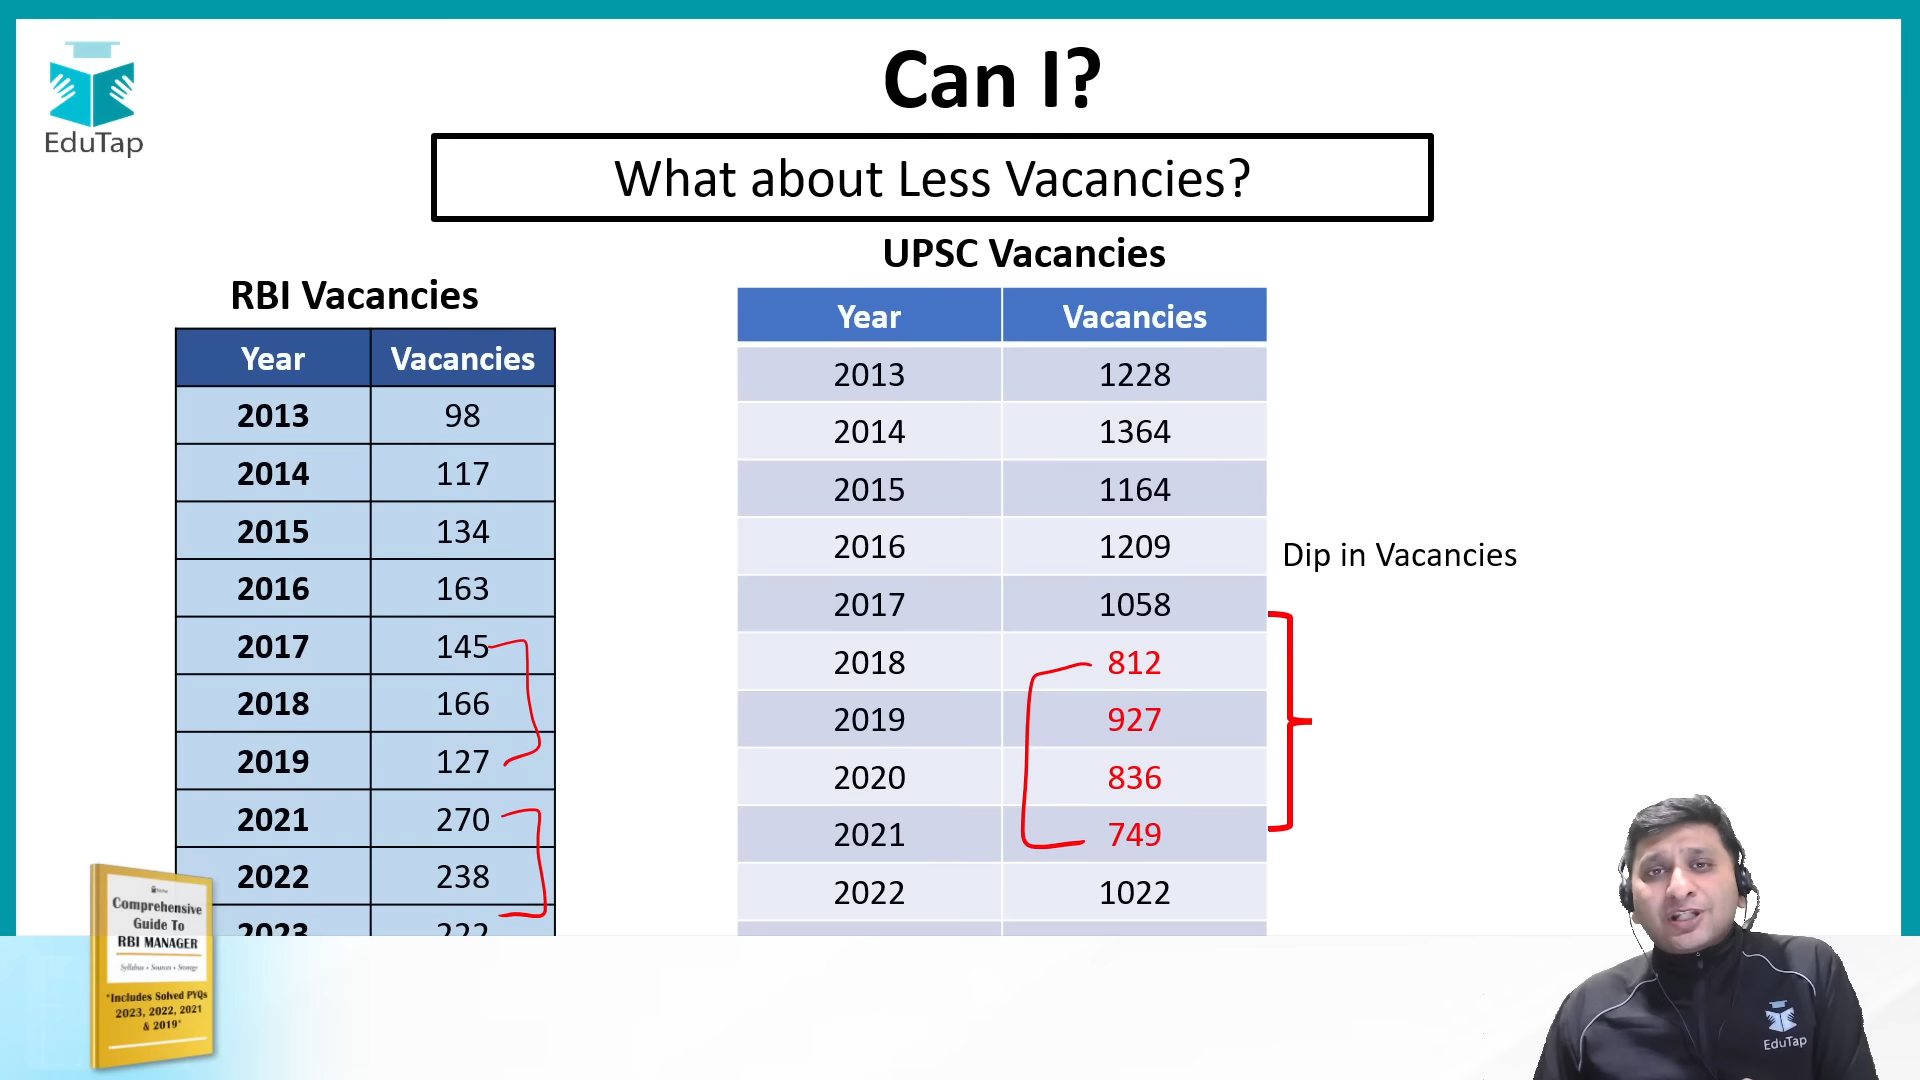 Can I?
EduTap
What about Less Vacancies?
RBI Vacancies
Year Vacancies
2013 98
2014 117
2015 134
2016 163
2017 145
2018 166
2019 127
2021 270
2022 238
2023 222
UPSC Vacancies
Year Vacancies
2013 1228
2014 1364
2015 1164
2016 1209
2017 1058
2018 812
2019 927
2020 836
2021 749
2022 1022
Dip in Vacancies
Comprehensive
Guide To
RBI MANAGER
Syllabus + Sources + Strategy
*Includes Solved PYQs
2023, 2022, 2021
& 2019*
EduTap